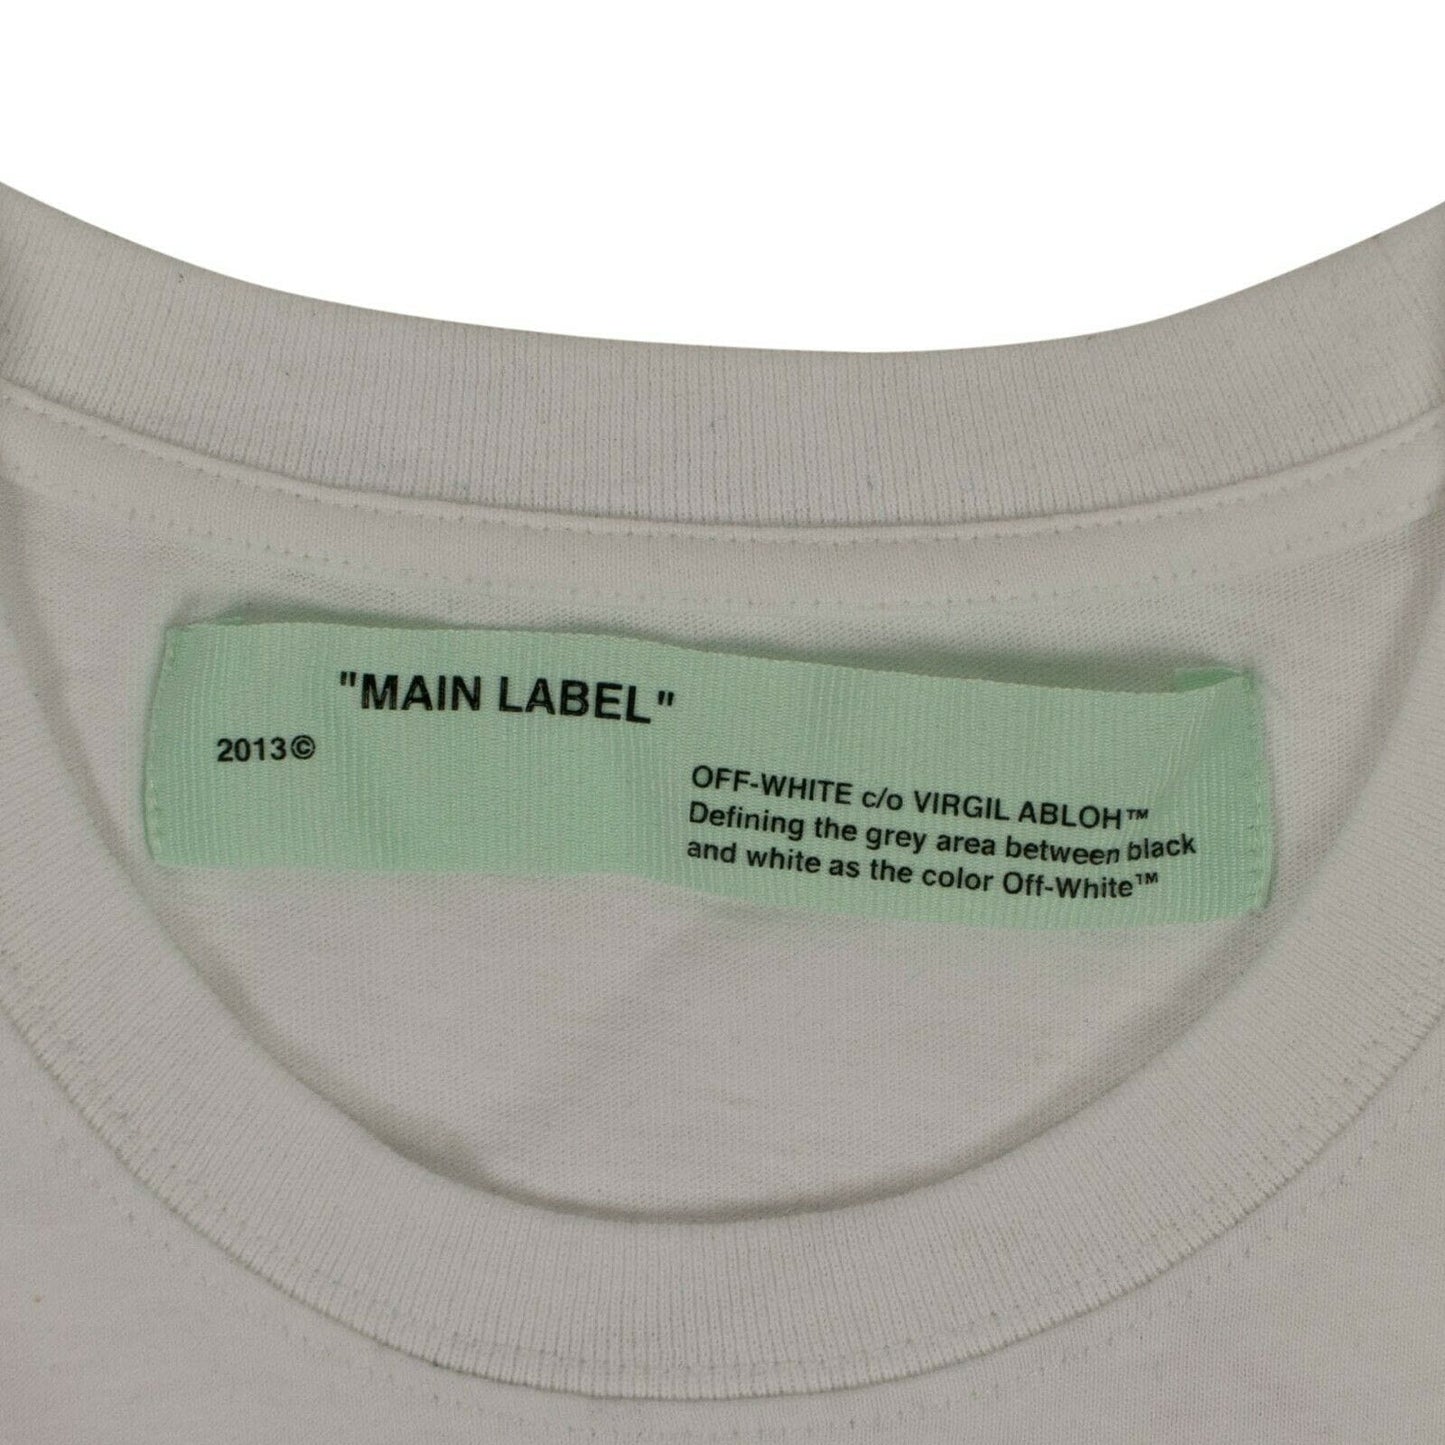 "MAIN LABEL"
2013©
OFF-WHITE c/o VIRGIL ABLOH™
Defining the grey area between black
and white as the color Off-White™